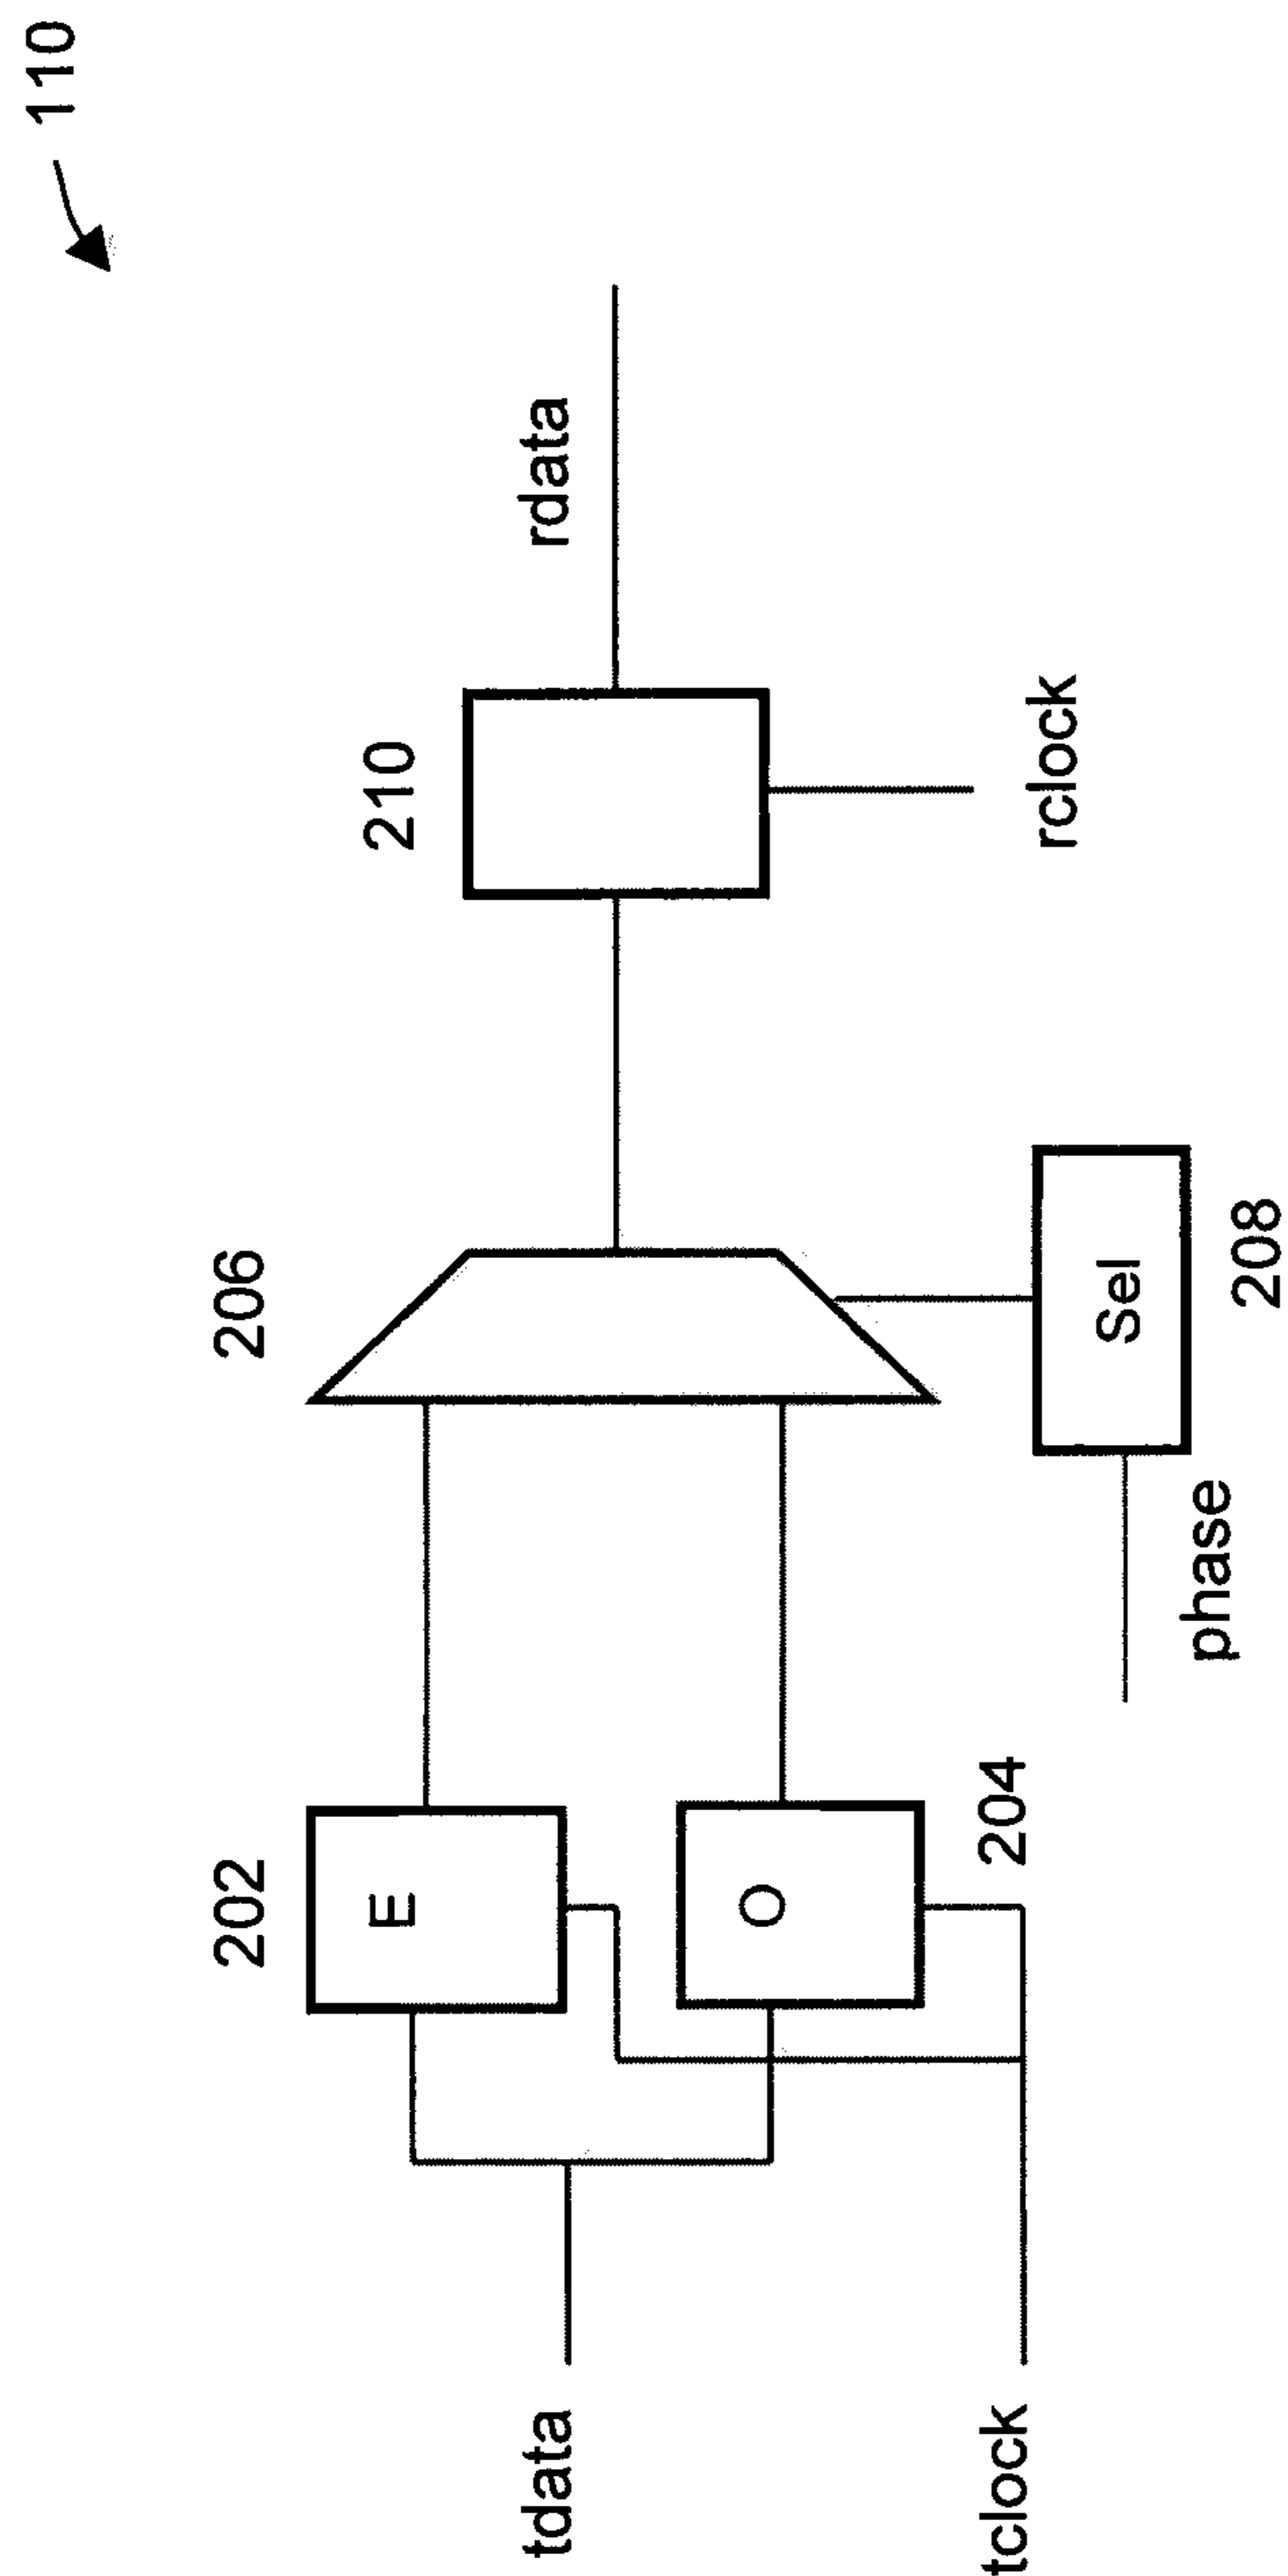 110
202
E
206
210
rdata
tdata
O
204
rclock
tclock
phase
Sel
208